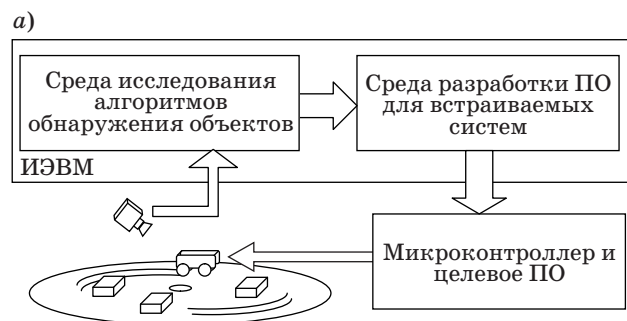 а)
Среда исследования
алгоритмов
обнаружения объектов
Среда разработки ПО
для встраиваемых
систем
ИЭВМ
Микроконтроллер и
целевое ПО